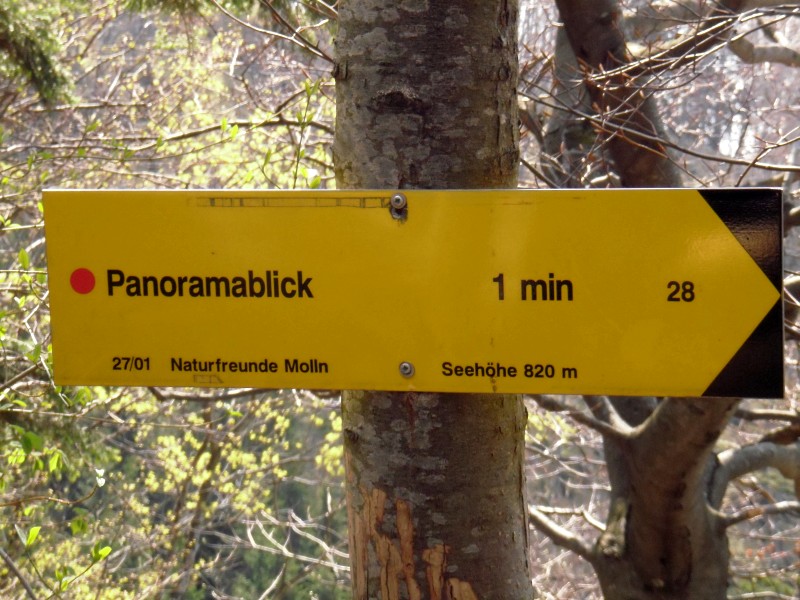 Panoramablick 1 min 28
27/01 Naturfreunde Molln Seehöhe 820 m